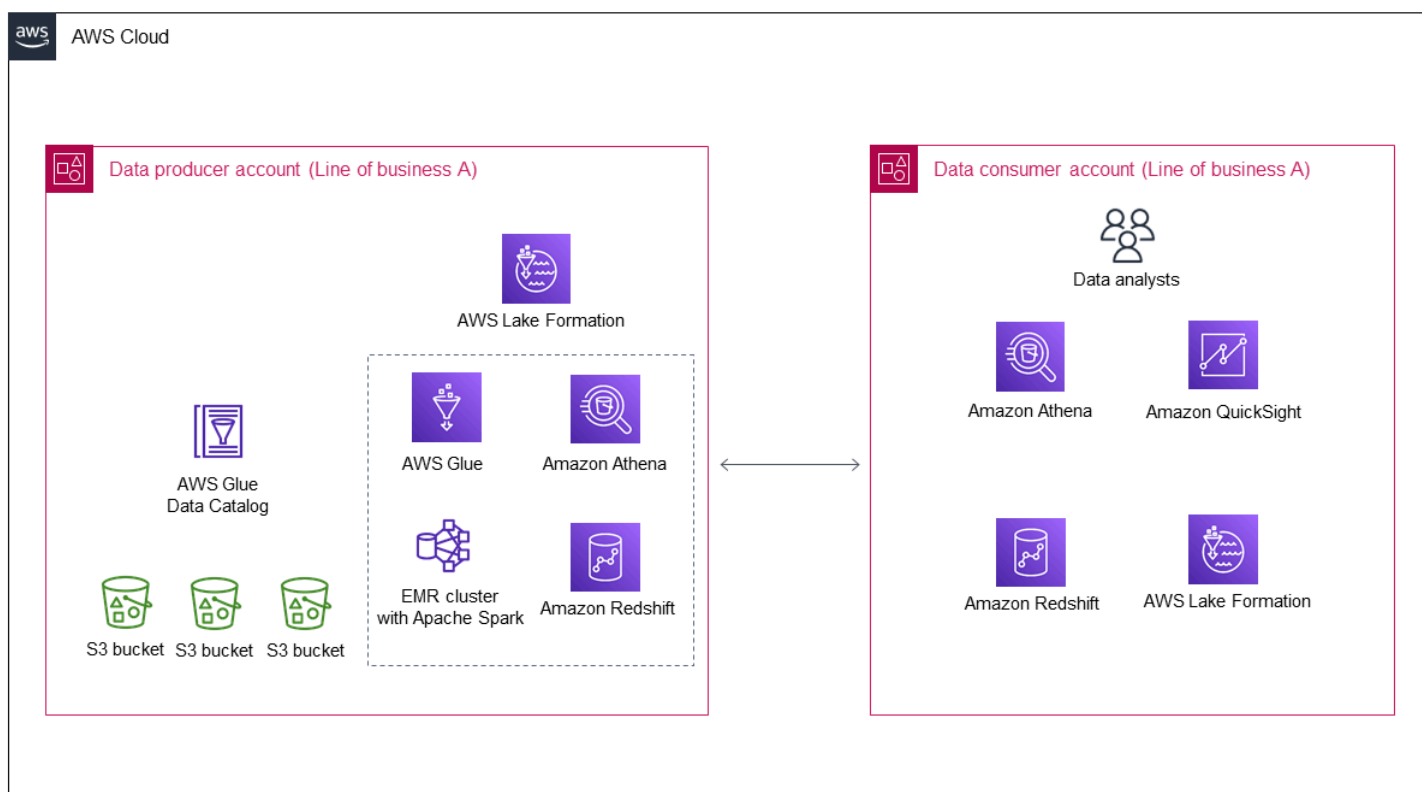 aws
AWS Cloud
Data producer account (Line of business A)
AWS Lake Formation
AWS Glue
Data Catalog
S3 bucket
S3 bucket
S3 bucket
AWS Glue
Amazon Athena
EMR cluster
with Apache Spark
Amazon Redshift
Data consumer account (Line of business A)
Data analysts
Amazon Athena
Amazon QuickSight
Amazon Redshift
AWS Lake Formation